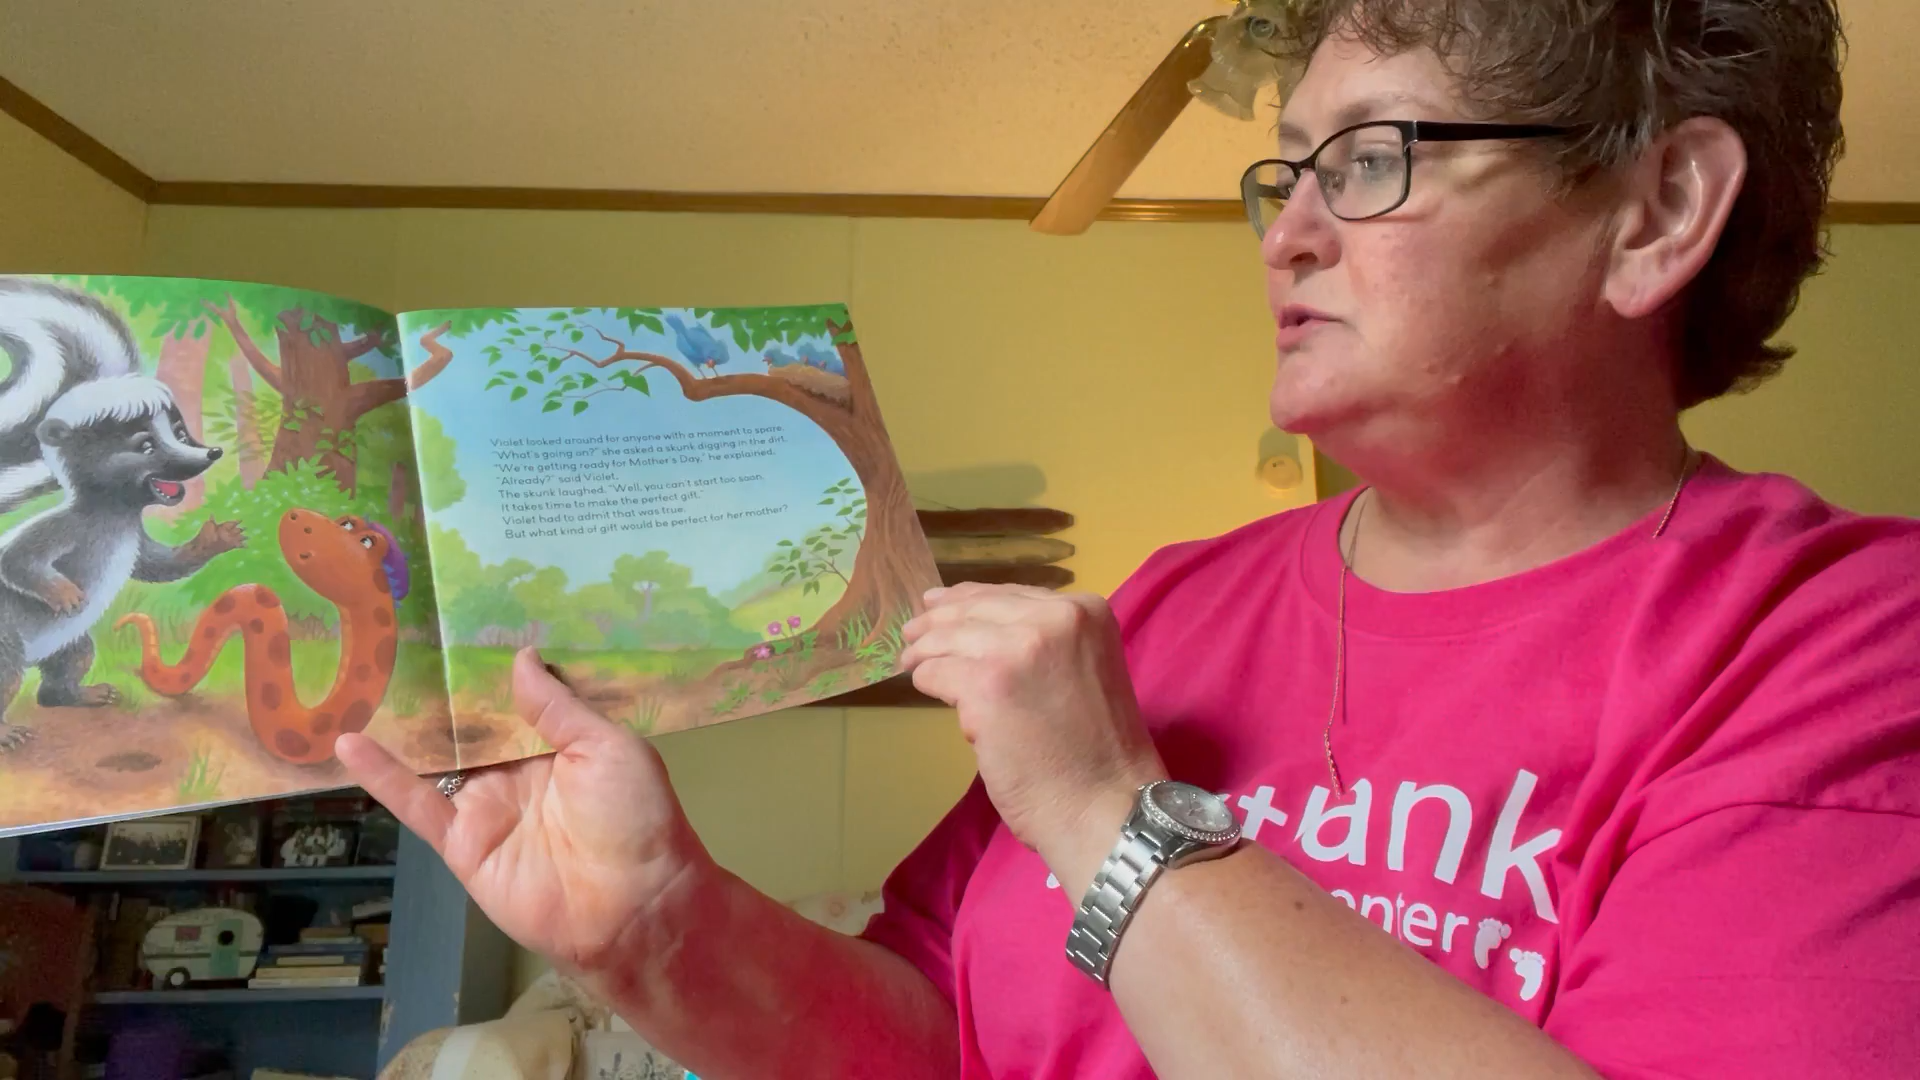 Violet looked around for anyone with a moment to spare.
"What's going on?" she asked a skunk digging in the dirt.
"We're getting ready for Mother's Day," he explained.
"Already?" said Violet.
The skunk laughed. "Well, you can't start too soon.
It takes time to make the perfect gift."
Violet had to admit that was true.
But what kind of gift would be perfect for her mother?